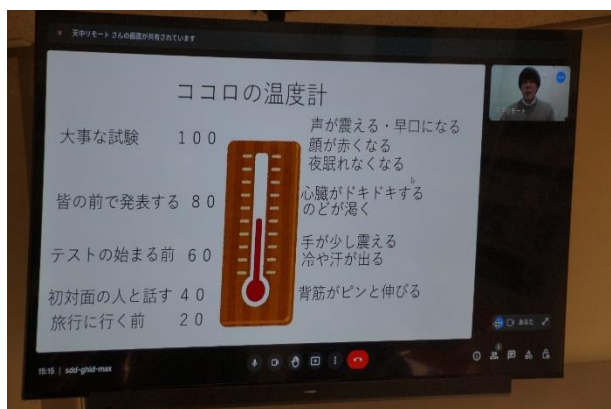 天中リモート さんの画面が共有されています
ココロの温度計
大事な試験 100
声が震える・早口になる
顔が赤くなる
夜眠れなくなる
皆の前で発表する 80
心臓がドキドキする
のどが渇く
テストの始まる前 60
手が少し震える
冷や汗が出る
初対面の人と話す 40
背筋がピンと伸びる
旅行に行く前 20
天中リモート
あなた
15:15 | sdd-ghid-max